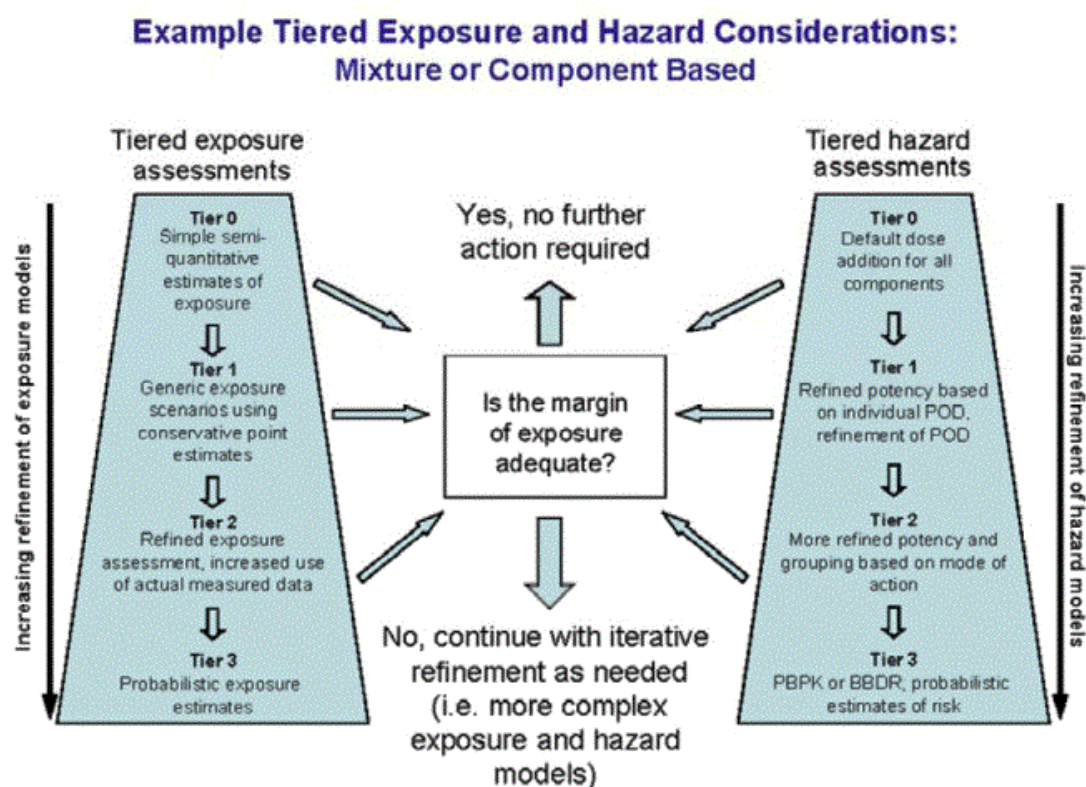 Example Tiered Exposure and Hazard Considerations:
Mixture or Component Based
Tiered exposure
assessments
Increasing refinement of exposure models
Tier 0
Simple semi-
quantitative
estimates of
exposure
Tier 1
Generic exposure
scenarios using
conservative point
estimates
Tier 2
Refined exposure
assessment, increased use
of actual measured data
Tier 3
Probabilistic exposure
estimates
Yes, no further
action required
Is the margin
of exposure
adequate?
No, continue with iterative
refinement as needed
(i.e. more complex
exposure and hazard
models)
Tiered hazard
assessments
Tier 0
Default dose
addition for all
components
Tier 1
Refined potency based
on individual POD,
refinement of POD
Tier 2
More refined potency and
grouping based on mode of
action
Tier 3
PBPK or BBDR; probabilistic
estimates of risk
Increasing refinement of hazard models